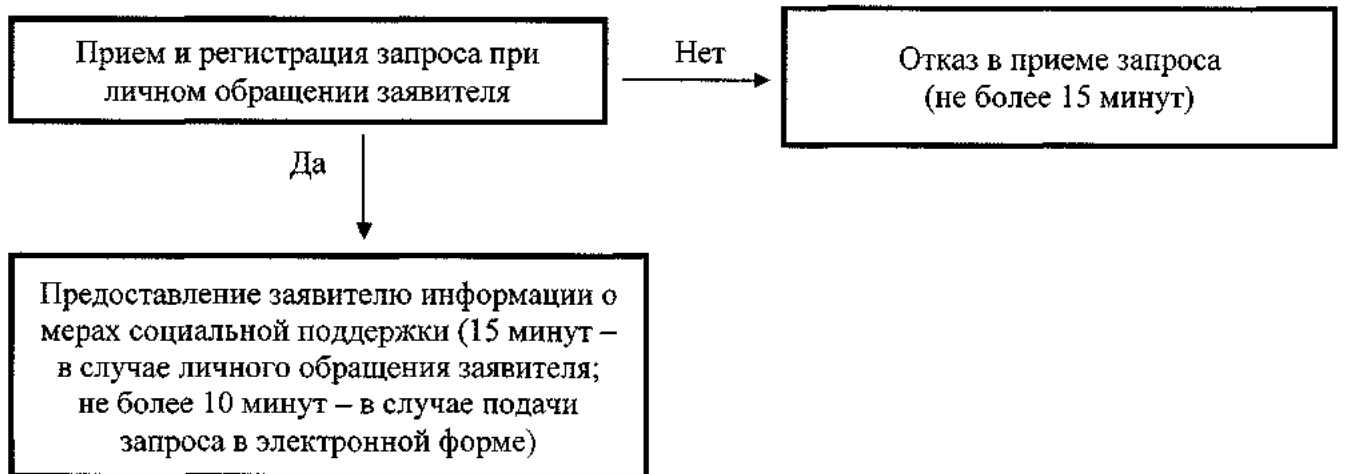 Прием и регистрация запроса при
личном обращении заявителя
Нет
Отказ в приеме запроса
(не более 15 минут)
Да
Предоставление заявителю информации о
мерах социальной поддержки (15 минут –
в случае личного обращения заявителя;
не более 10 минут – в случае подачи
запроса в электронной форме)